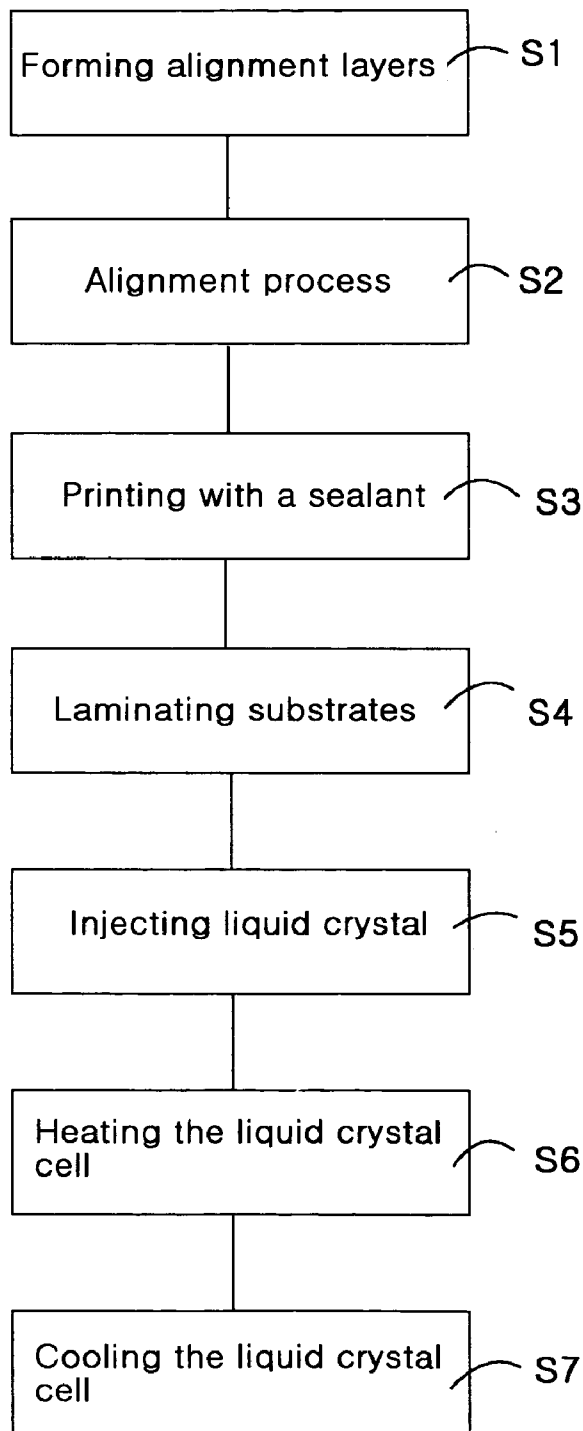 Forming alignment layers S1
Alignment process S2
Printing with a sealant S3
Laminating substrates S4
Injecting liquid crystal S5
Heating the liquid crystal
cell S6
Cooling the liquid crystal
cell S7